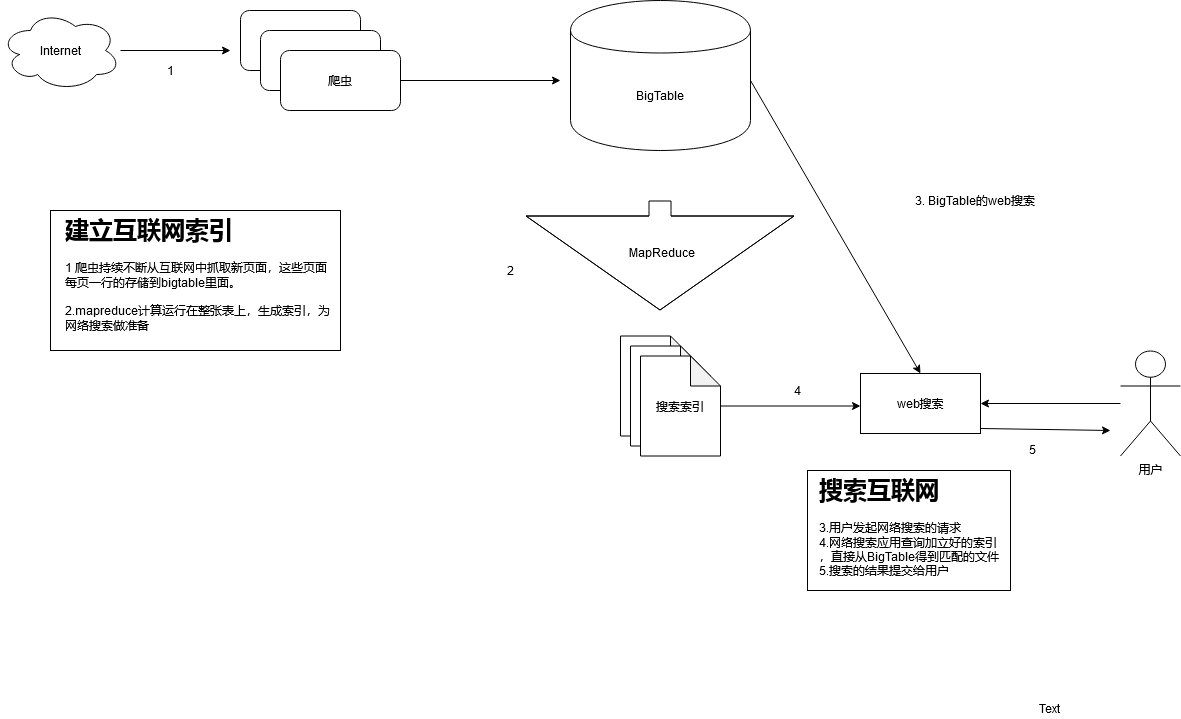 Internet
1
爬虫
BigTable
3. BigTable的web搜索
建立互联网索引
1 爬虫持续不断从互联网中抓取新页面，这些页面
每页一行的存储到bigtable里面。
2.mapreduce计算运行在整张表上，生成索引，为
网络搜索做准备
MapReduce
2
搜索索引
4
web搜索
5
用户
搜索互联网
3.用户发起网络搜索的请求
4.网络搜索应用查询加立好的索引
，直接从BigTable得到匹配的文件
5.搜索的结果提交给用户
Text